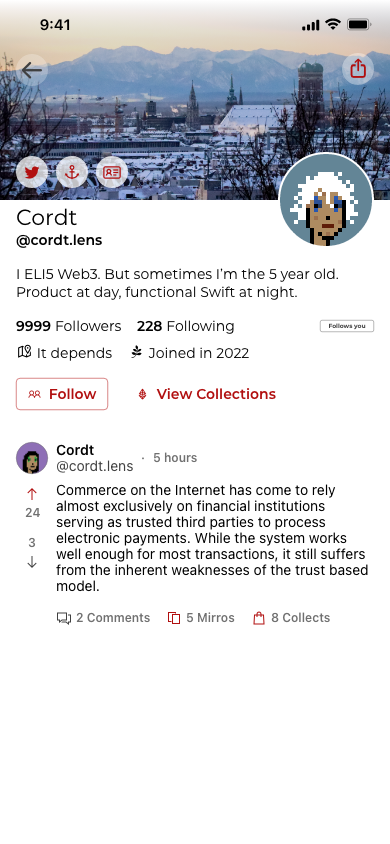 9:41
Cordt
@cordt.lens
I ELI5 Web3. But sometimes I'm the 5 year old.
Product at day, functional Swift at night.
9999 Followers 228 Following
Follows you
It depends Joined in 2022
Follow View Collections
Cordt
@cordt.lens · 5 hours
24
3
Commerce on the Internet has come to rely
almost exclusively on financial institutions
serving as trusted third parties to process
electronic payments. While the system works
well enough for most transactions, it still suffers
from the inherent weaknesses of the trust based
model.
2 Comments 5 Mirros 8 Collects